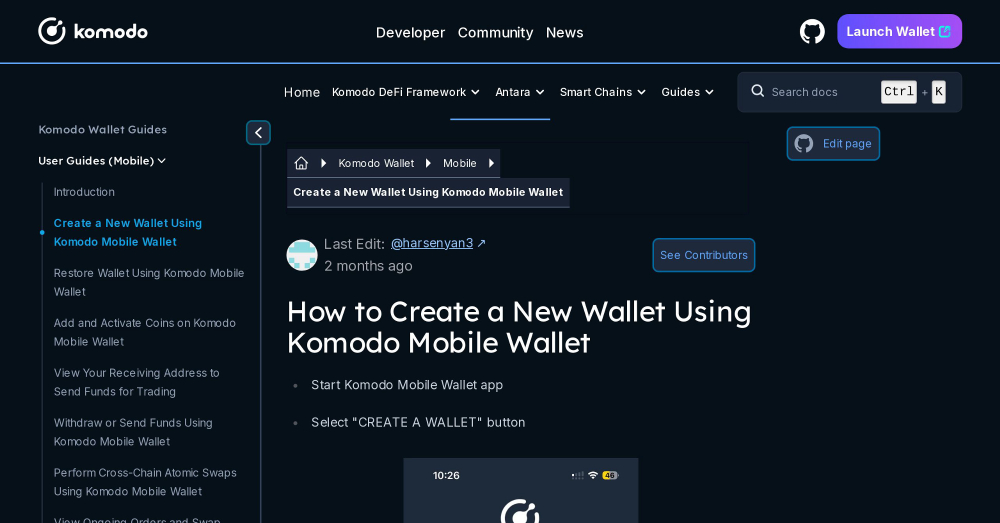 komodo
Developer Community News
Launch Wallet
Home Komodo DeFi Framework Antara Smart Chains Guides
Search docs Ctrl + K
Komodo Wallet Guides
User Guides (Mobile)
Introduction
Create a New Wallet Using
Komodo Mobile Wallet
Restore Wallet Using Komodo Mobile
Wallet
Add and Activate Coins on Komodo
Mobile Wallet
View Your Receiving Address to
Send Funds for Trading
Withdraw or Send Funds Using
Komodo Mobile Wallet
Perform Cross-Chain Atomic Swaps
Using Komodo Mobile Wallet
View Ongoing Orders and Swap
Edit page
Komodo Wallet Mobile
Create a New Wallet Using Komodo Mobile Wallet
Last Edit: @harsenyan3 ↗
2 months ago
See Contributors
How to Create a New Wallet Using
Komodo Mobile Wallet
• Start Komodo Mobile Wallet app
• Select "CREATE A WALLET" button
10:26 46